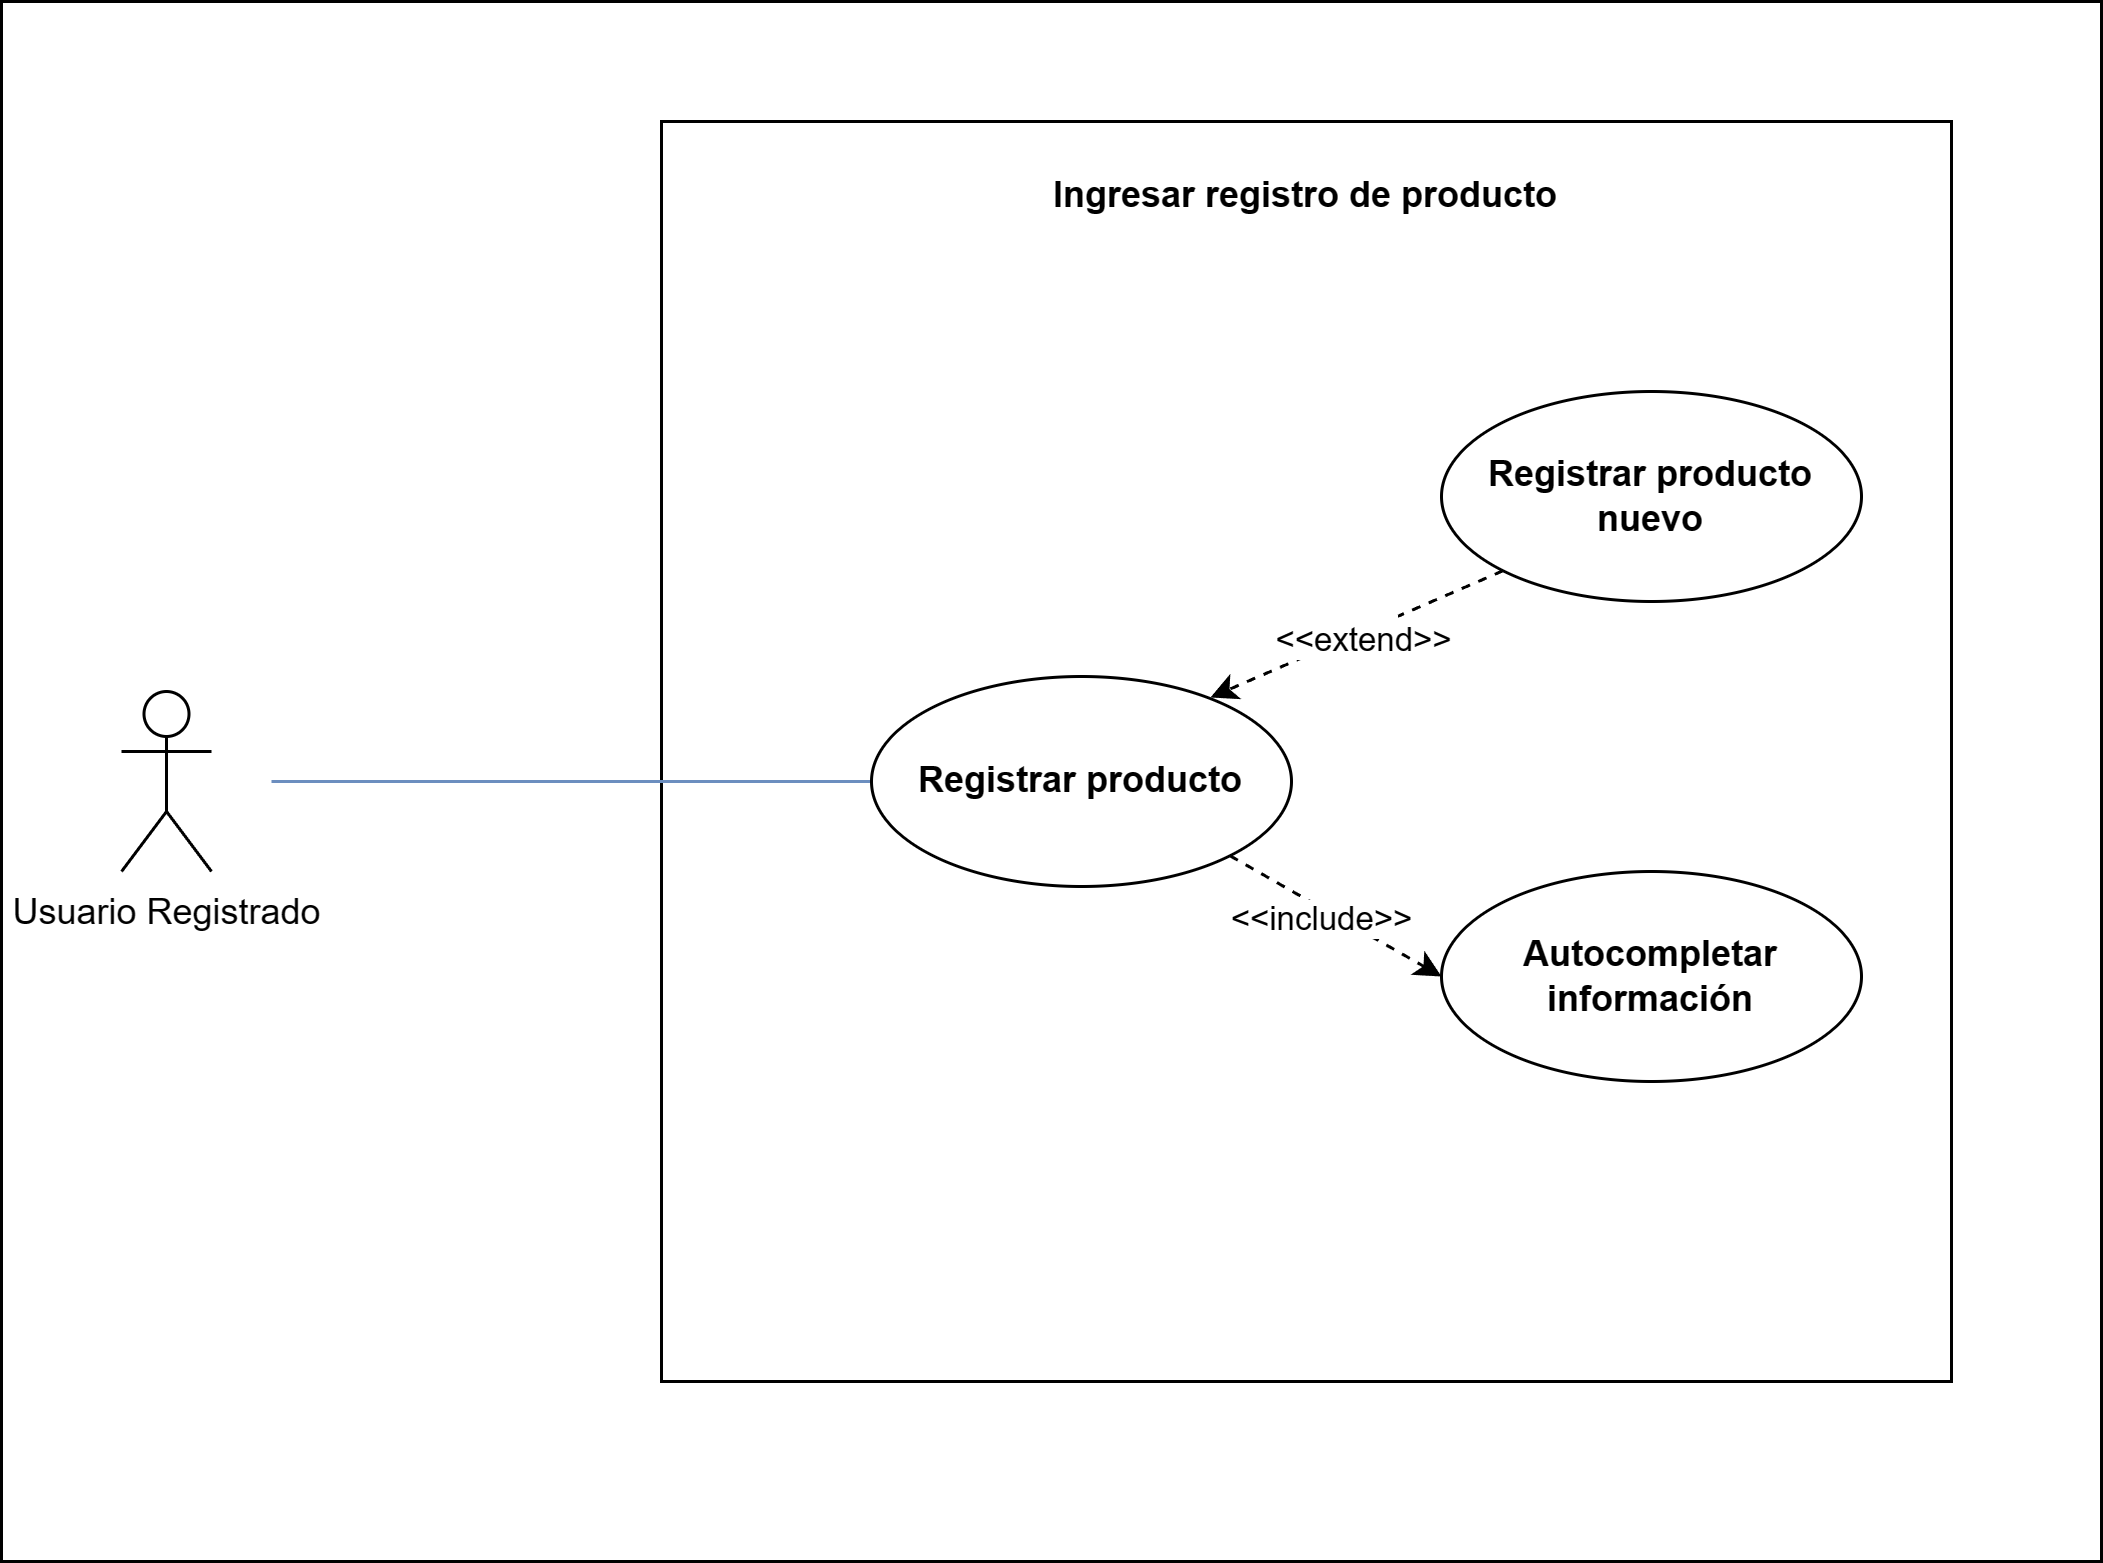 Ingresar registro de producto
Registrar producto
nuevo
<<extend>>
Registrar producto
Usuario Registrado
<<include>>
Autocompletar
información